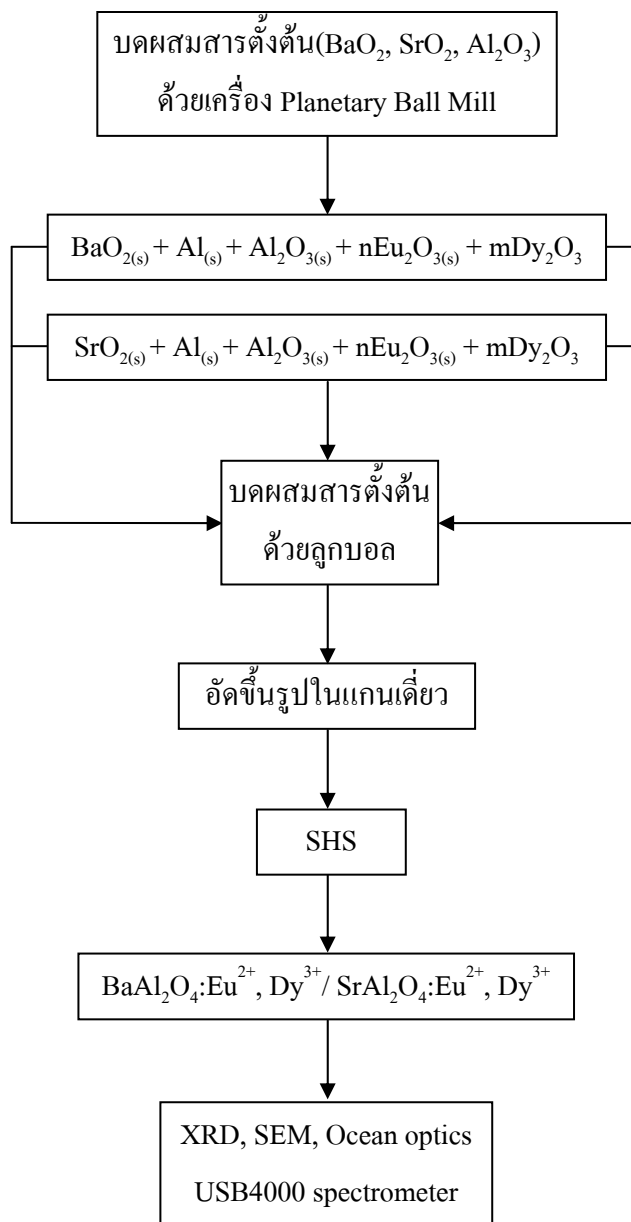 บดผสมสารตั้งต้น(BaO₂, SrO₂, Al₂O₃)
ด้วยเครื่อง Planetary Ball Mill
BaO₂₍ₛ₎ + Al₍ₛ₎ + Al₂O₃₍ₛ₎ + nEu₂O₃₍ₛ₎ + mDy₂O₃
SrO₂₍ₛ₎ + Al₍ₛ₎ + Al₂O₃₍ₛ₎ + nEu₂O₃₍ₛ₎ + mDy₂O₃
บดผสมสารตั้งต้น
ด้วยลูกบอล
อัดขึ้นรูปในแกนเดี่ยว
SHS
BaAl₂O₄:Eu²⁺, Dy³⁺/ SrAl₂O₄:Eu²⁺, Dy³⁺
XRD, SEM, Ocean optics
USB4000 spectrometer